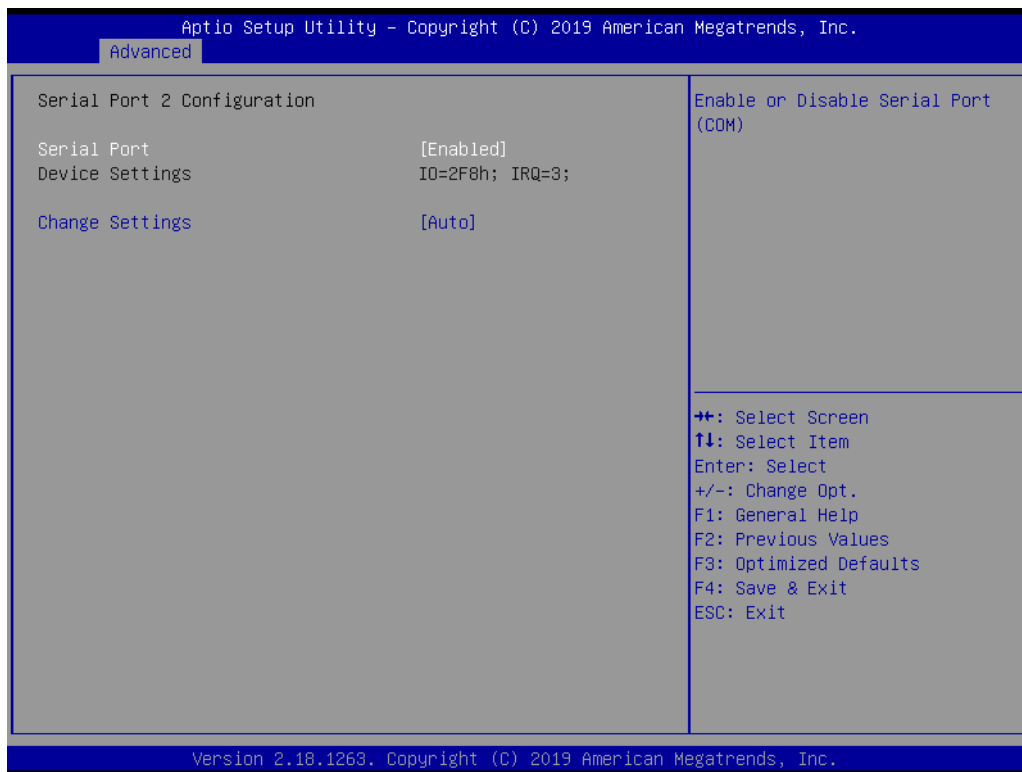 Aptio Setup Utility – Copyright (C) 2019 American Megatrends, Inc.
Advanced
Serial Port 2 Configuration
Serial Port [Enabled]
Device Settings IO=2F8h; IRQ=3;
Change Settings [Auto]
Enable or Disable Serial Port
(COM)
→←: Select Screen
↑↓: Select Item
Enter: Select
+/-: Change Opt.
F1: General Help
F2: Previous Values
F3: Optimized Defaults
F4: Save & Exit
ESC: Exit
Version 2.18.1263. Copyright (C) 2019 American Megatrends, Inc.